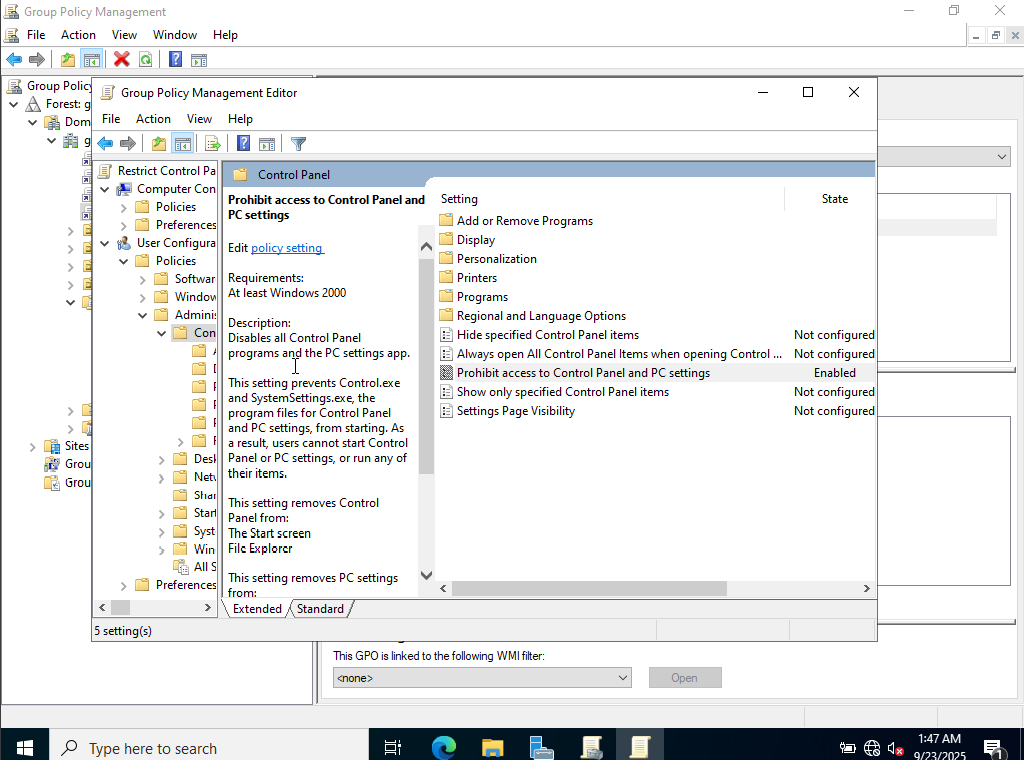 Group Policy Management
File Action View Window Help
Group Policy
Forest: g
Dom
g
Sites
Grou
Grou
Group Policy Management Editor
File Action View Help
Restrict Control Pa
Computer Con
Policies
Preferences
User Configura
Policies
Softwar
Window
Adminis
Con
Desk
Netw
Shar
Start
Syst
Win
All S
Preferences
Control Panel
Prohibit access to Control Panel and
PC settings
Edit policy setting
Requirements:
At least Windows 2000
Description:
Disables all Control Panel
programs and the PC settings app.
This setting prevents Control.exe
and SystemSettings.exe, the
program files for Control Panel
and PC settings, from starting. As
a result, users cannot start Control
Panel or PC settings, or run any of
their items.
This setting removes Control
Panel from:
The Start screen
File Explorer
This setting removes PC settings
from:
Setting State
Add or Remove Programs
Display
Personalization
Printers
Programs
Regional and Language Options
Hide specified Control Panel items Not configured
Always open All Control Panel Items when opening Control ... Not configured
Prohibit access to Control Panel and PC settings Enabled
Show only specified Control Panel items Not configured
Settings Page Visibility Not configured
Extended Standard
5 setting(s)
This GPO is linked to the following WMI filter:
<none> Open
Type here to search
1:47 AM
9/23/2025
1